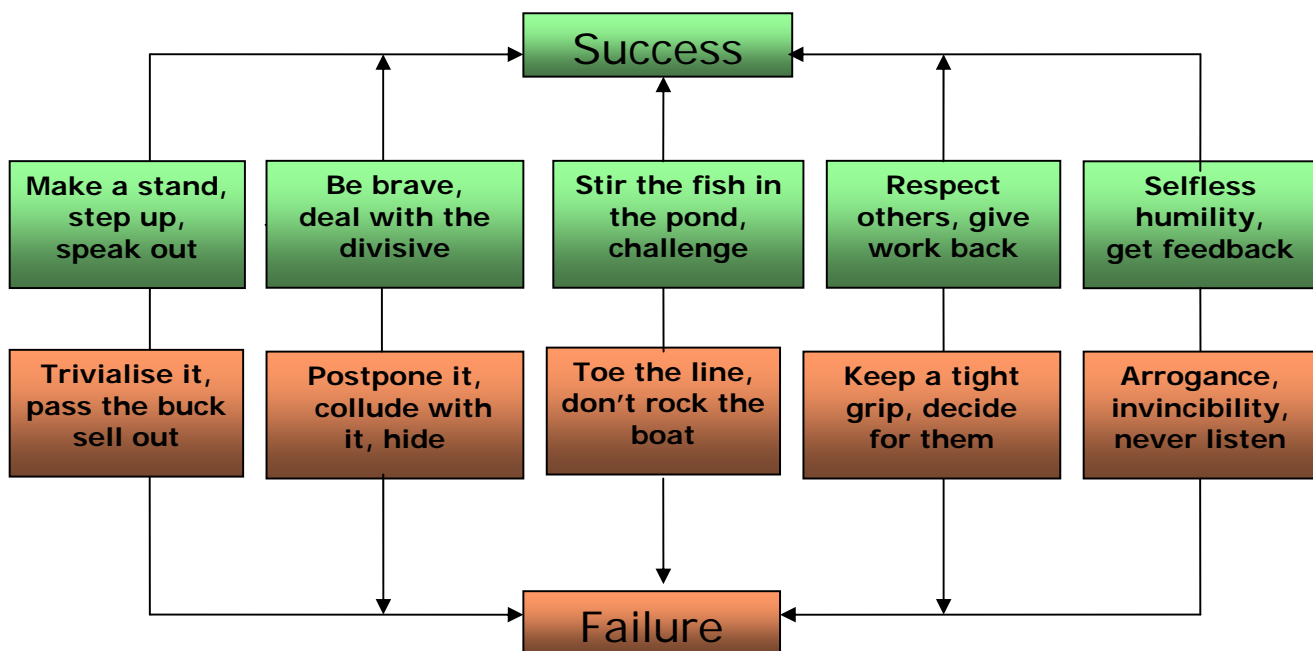 Success
Make a stand,
step up,
speak out
Be brave,
deal with the
divisive
Stir the fish in
the pond,
challenge
Respect
others, give
work back
Selfless
humility,
get feedback
Trivialise it,
pass the buck
sell out
Postpone it,
collude with
it, hide
Toe the line,
don’t rock the
boat
Keep a tight
grip, decide
for them
Arrogance,
invincibility,
never listen
Failure